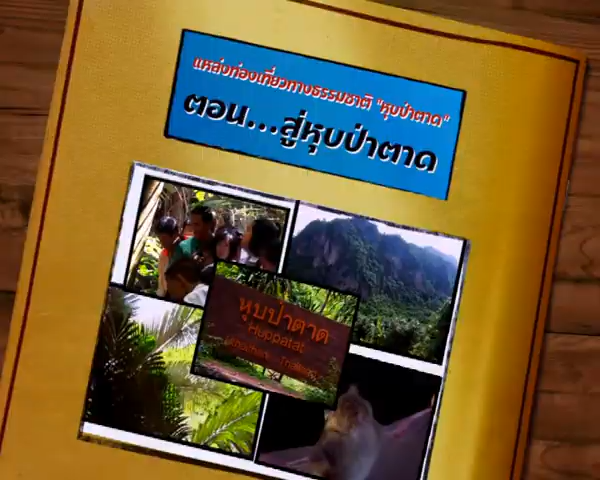 แหล่งท่องเที่ยวทางธรรมชาติ "หุบป่าตาด"
ตอน...สู่หุบป่าตาด
หุบป่าตาด
Huppatat
Thailand